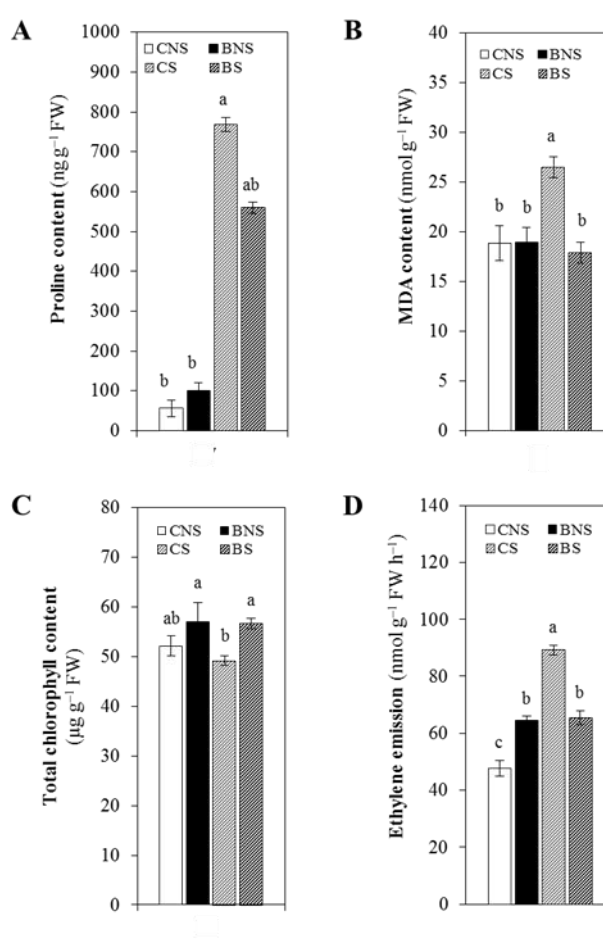 A
Proline content (ng g⁻¹ FW)
1000
900
800
700
600
500
400
300
200
100
0
CNS BNS
CS BS
b b a ab
B
MDA content (nmol g⁻¹ FW)
40
35
30
25
20
15
10
5
0
CNS BNS
CS BS
b b a b
C
Total chlorophyll content
(µg g⁻¹ FW)
80
70
60
50
40
30
20
10
0
CNS BNS
CS BS
ab a b a
D
Ethylene emission (nmol g⁻¹ FW h⁻¹)
140
120
100
80
60
40
20
0
CNS BNS
CS BS
c b a b